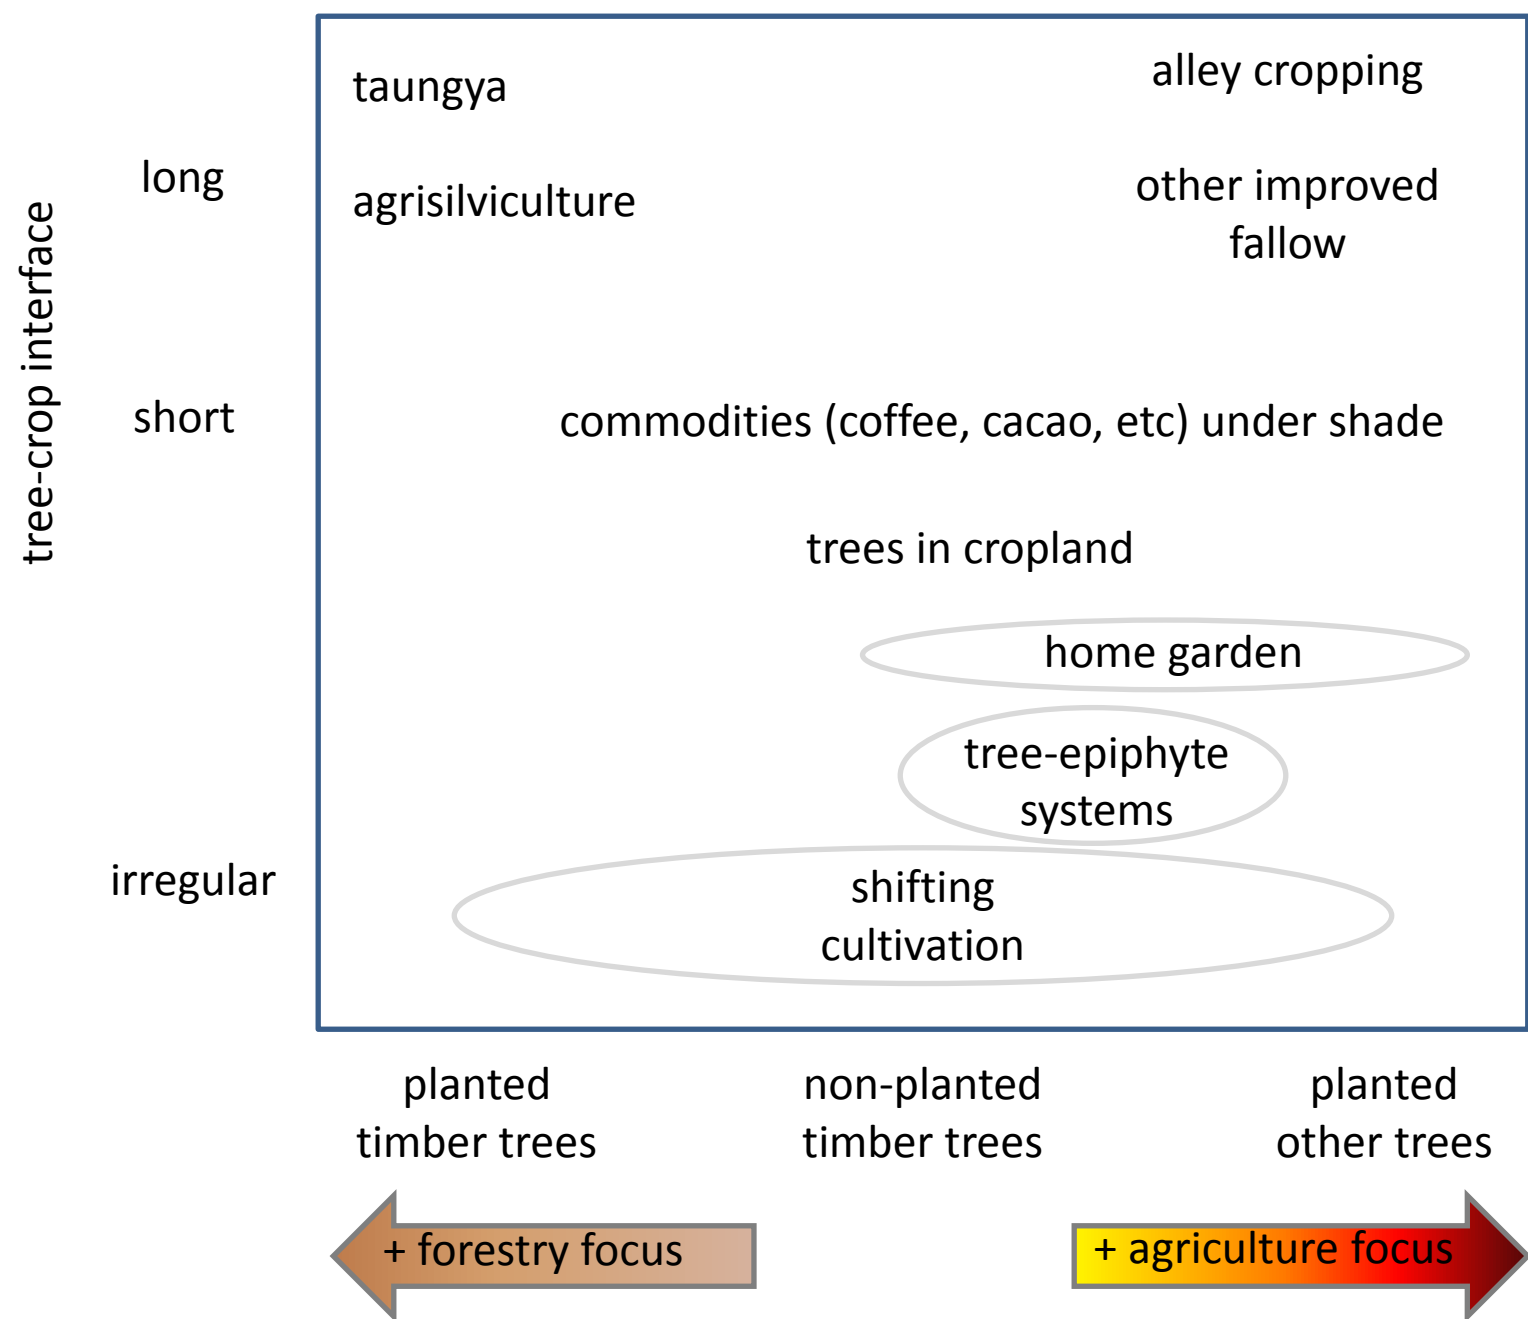 taungya
alley cropping
long
agrisilviculture
other improved
fallow
tree-crop interface
short
commodities (coffee, cacao, etc) under shade
trees in cropland
home garden
tree-epiphyte
systems
irregular
shifting
cultivation
planted
timber trees
non-planted
timber trees
planted
other trees
+ forestry focus
+ agriculture focus